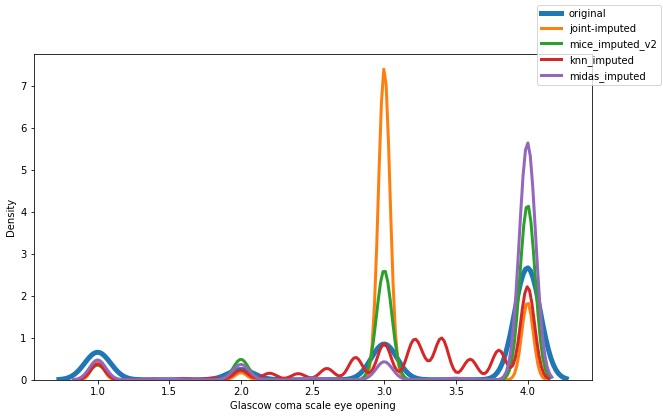 original
joint-imputed
mice_imputed_v2
knn_imputed
midas_imputed
7
6
5
4
3
2
1
0
Density
1.0 1.5 2.0 2.5 3.0 3.5 4.0
Glascow coma scale eye opening